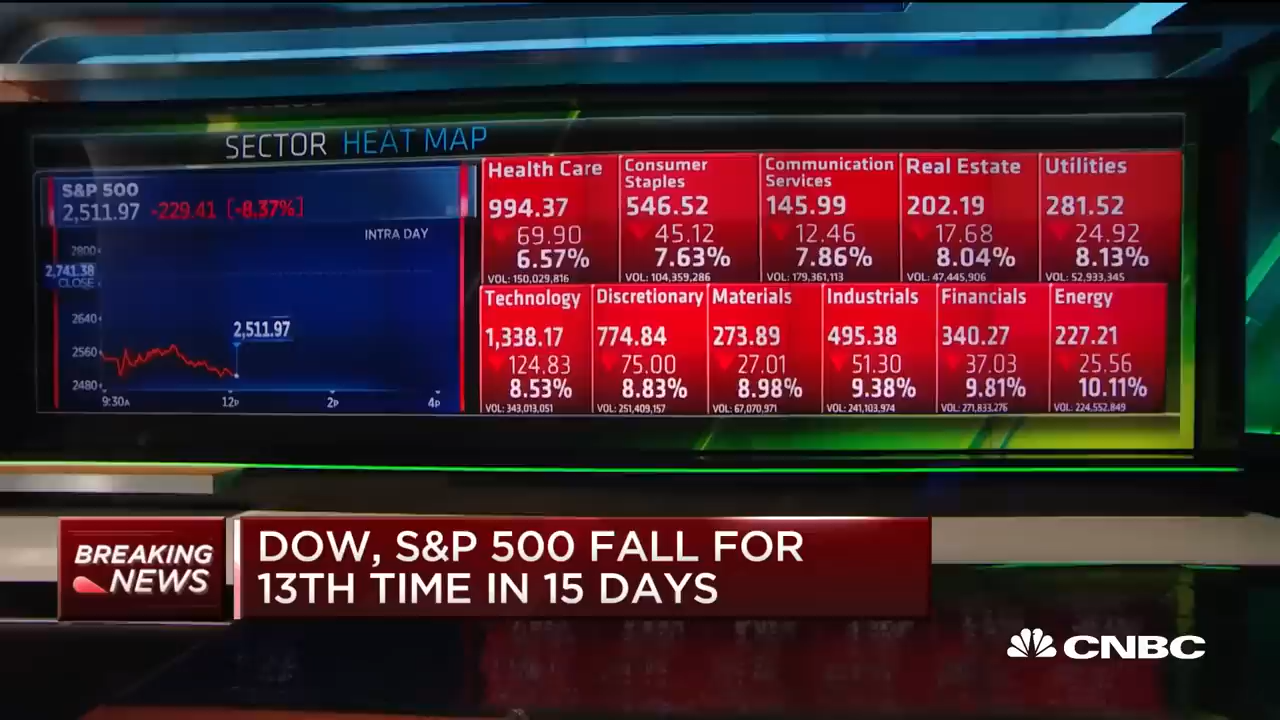 SECTOR HEAT MAP
S&P 500
2,511.97 -229.41 [-8.37%]
INTRA DAY
2800
2,741.38
CLOSE
2640
2560
2480
2,511.97
9:30A 12P 2P 4P
Health Care
994.37
69.90
6.57%
VOL: 150,029,816
Consumer
Staples
546.52
45.12
7.63%
VOL: 104,359,286
Communication
Services
145.99
12.46
7.86%
VOL: 179,361,113
Real Estate
202.19
17.68
8.04%
VOL: 47,445,906
Utilities
281.52
24.92
8.13%
VOL: 52,933,345
Technology
1,338.17
124.83
8.53%
VOL: 343,013,051
Discretionary
774.84
75.00
8.83%
VOL: 251,409,157
Materials
273.89
27.01
8.98%
VOL: 67,070,971
Industrials
495.38
51.30
9.38%
VOL: 241,103,974
Financials
340.27
37.03
9.81%
VOL: 271,833,276
Energy
227.21
25.56
10.11%
VOL: 224,552,849
BREAKING
NEWS
DOW, S&P 500 FALL FOR
13TH TIME IN 15 DAYS
CNBC